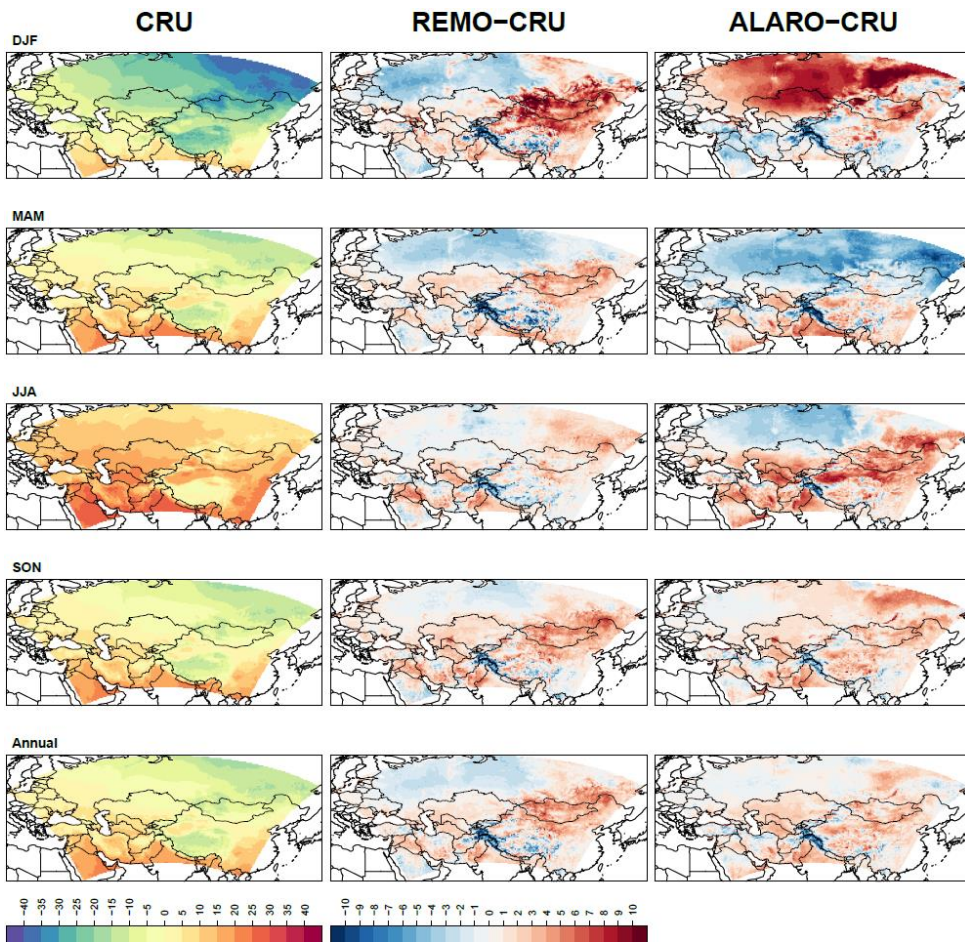 CRU REMO−CRU ALARO−CRU
DJF
MAM
JJA
SON
Annual
−40 −35 −30 −25 −20 −15 −10 −5 0 5 10 15 20 25 30 35 40
−10 −9 −8 −7 −6 −5 −4 −3 −2 −1 0 1 2 3 4 5 6 7 8 9 10